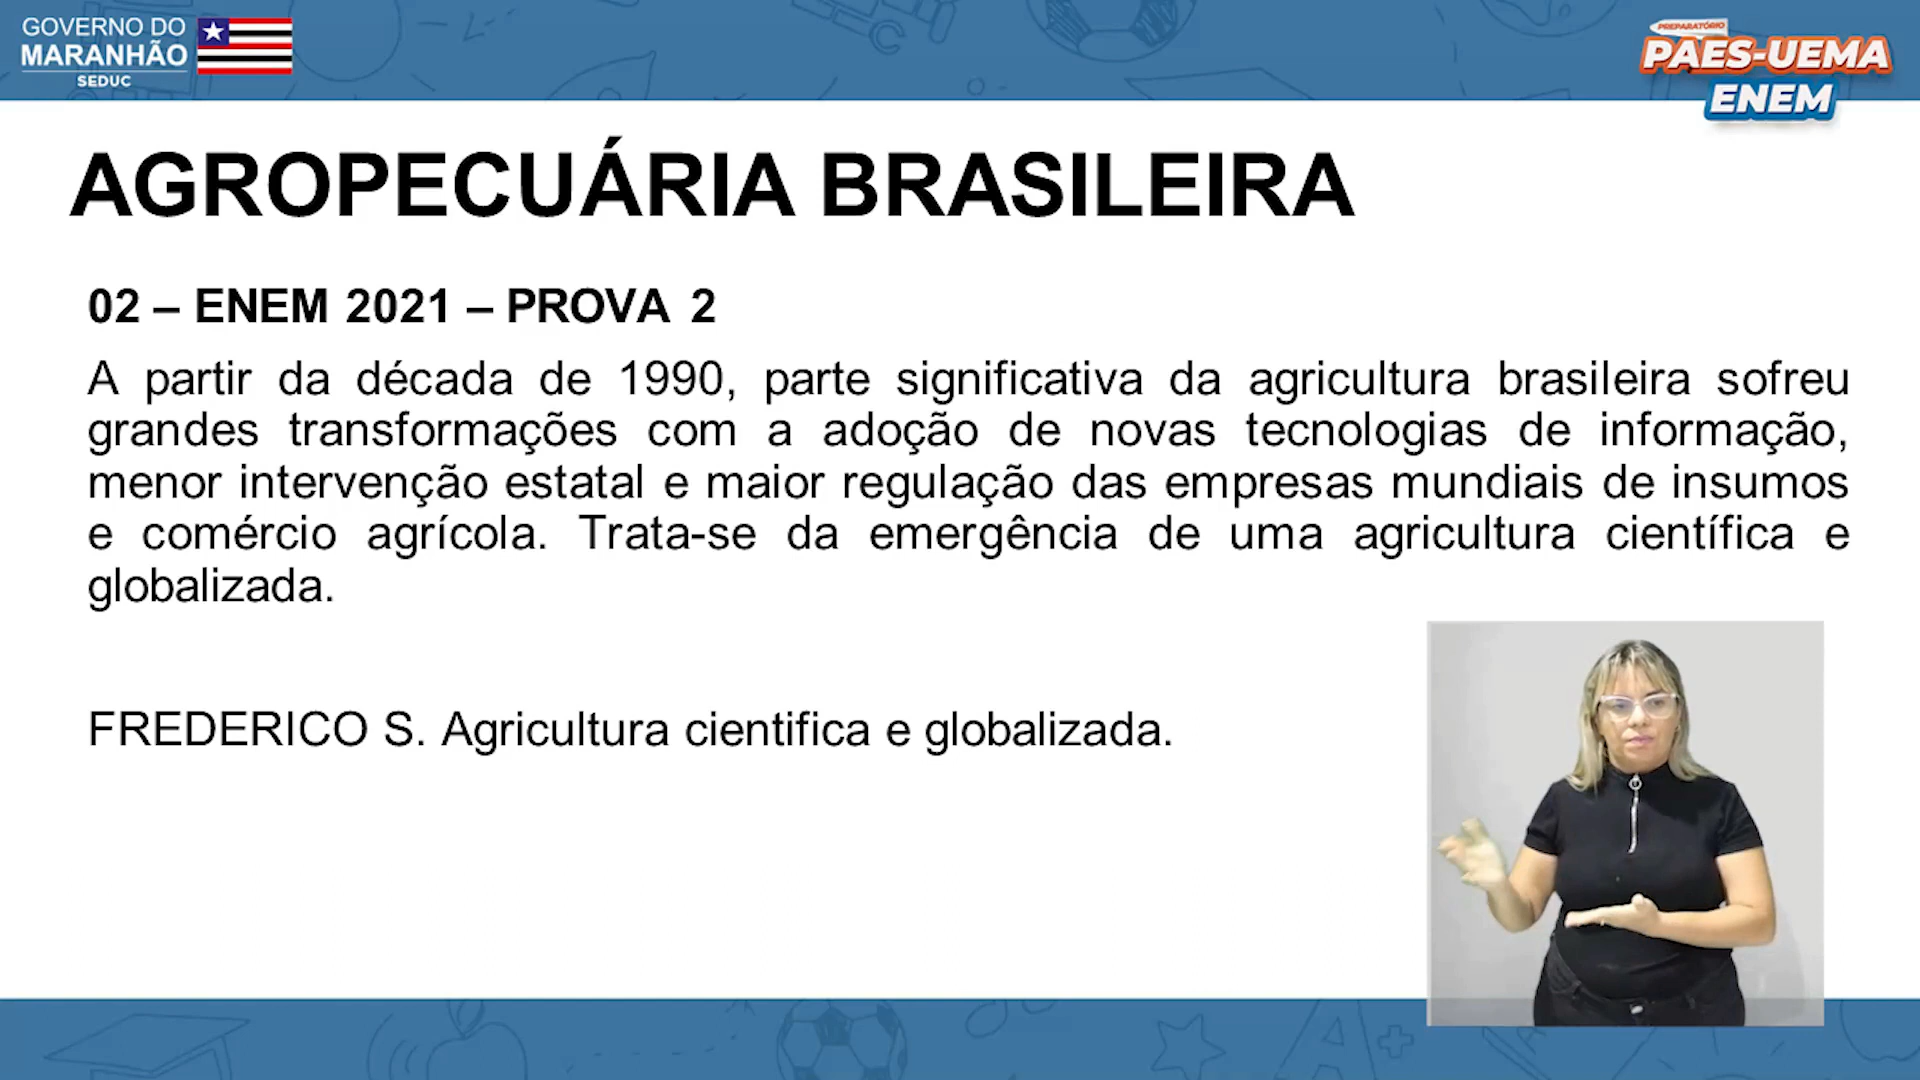 GOVERNO DO
MARANHÃO
SEDUC
PREPARATÓRIO
PAES-UEMA
ENEM
AGROPECUÁRIA BRASILEIRA
02 – ENEM 2021 – PROVA 2
A partir da década de 1990, parte significativa da agricultura brasileira sofreu
grandes transformações com a adoção de novas tecnologias de informação,
menor intervenção estatal e maior regulação das empresas mundiais de insumos
e comércio agrícola. Trata-se da emergência de uma agricultura científica e
globalizada.
FREDERICO S. Agricultura cientifica e globalizada.
A+